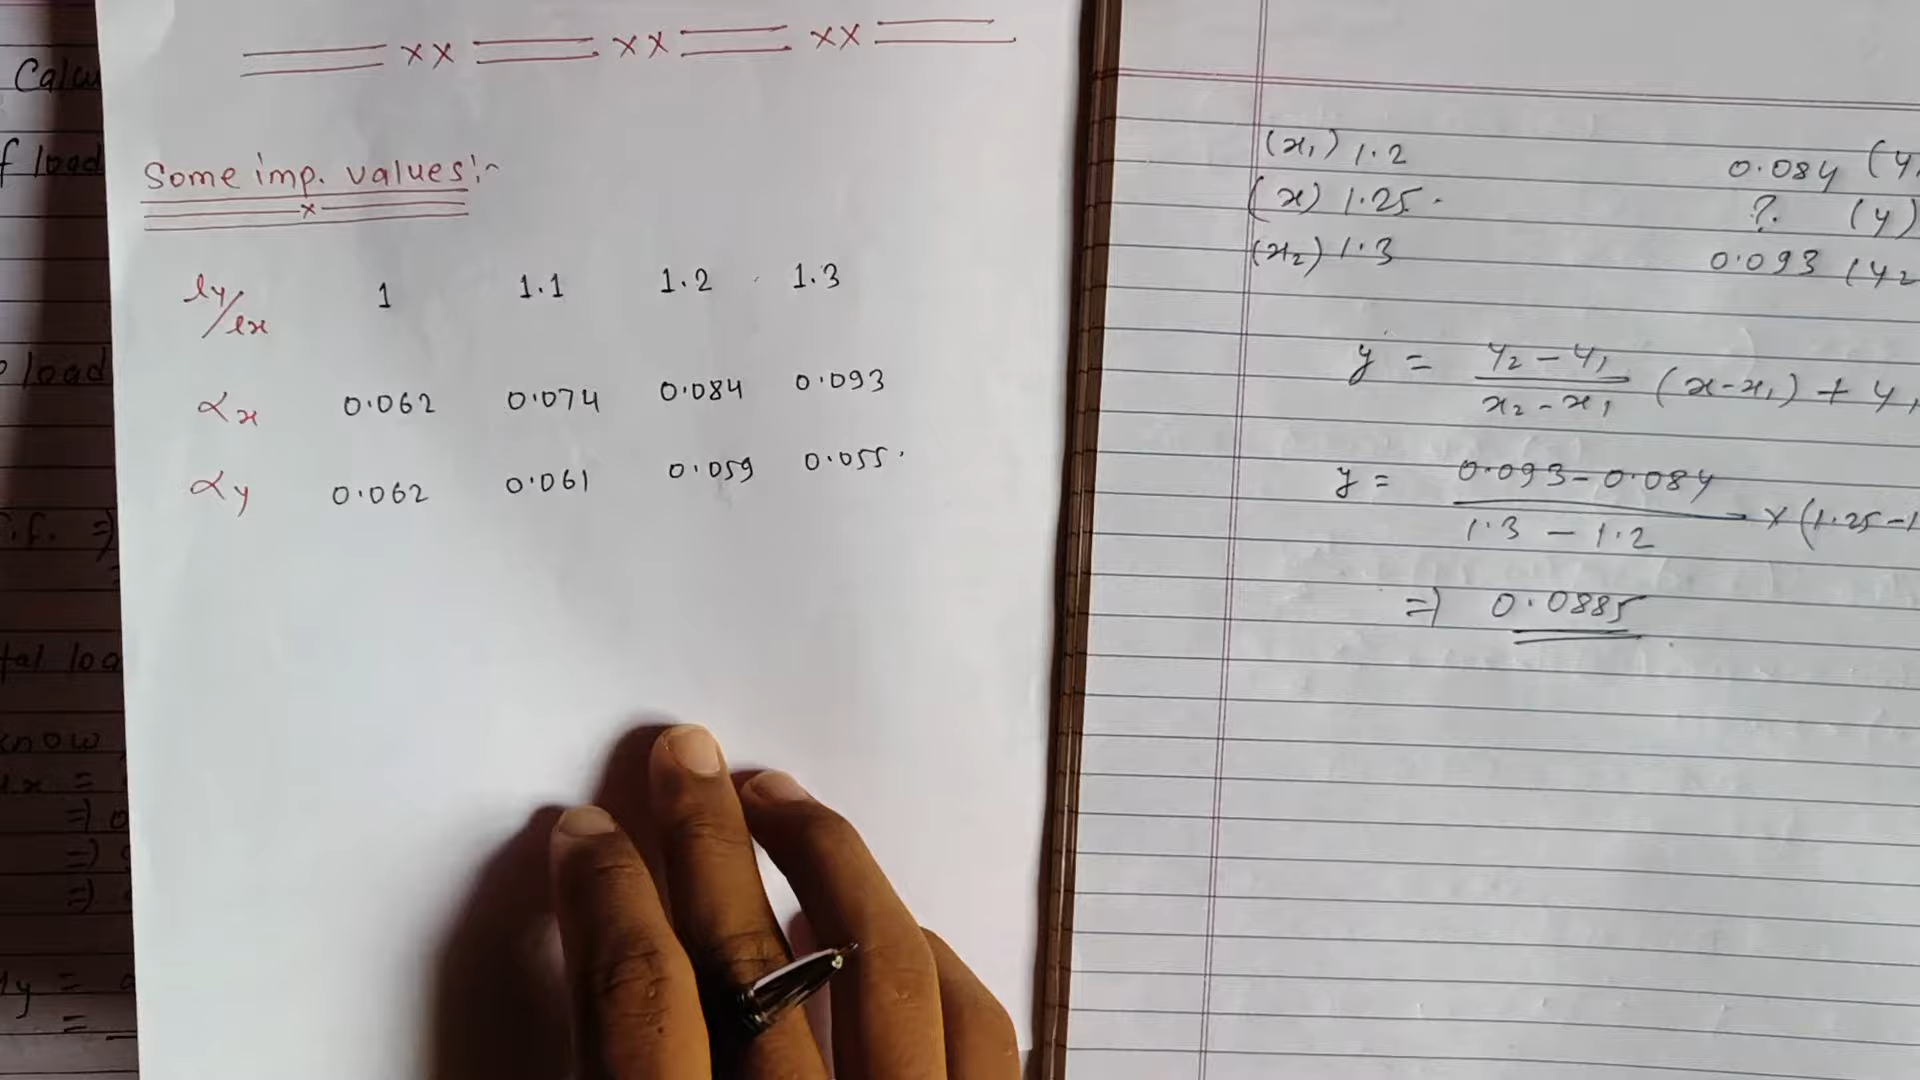 xx xx xx
Some imp. values:~
x
ly/lx 1 1.1 1.2 1.3
αx 0.062 0.074 0.084 0.093
αy 0.062 0.061 0.059 0.055.
f load
load
know
(x1) 1.2 0.084 (y
(x) 1.25 ? (y)
(x2) 1.3 0.093 (y2
y = y2 - y1 / x2 - x1 (x-x1) + y1
y = 0.093 - 0.084 / 1.3 - 1.2 x (1.25-1
=) 0.0885